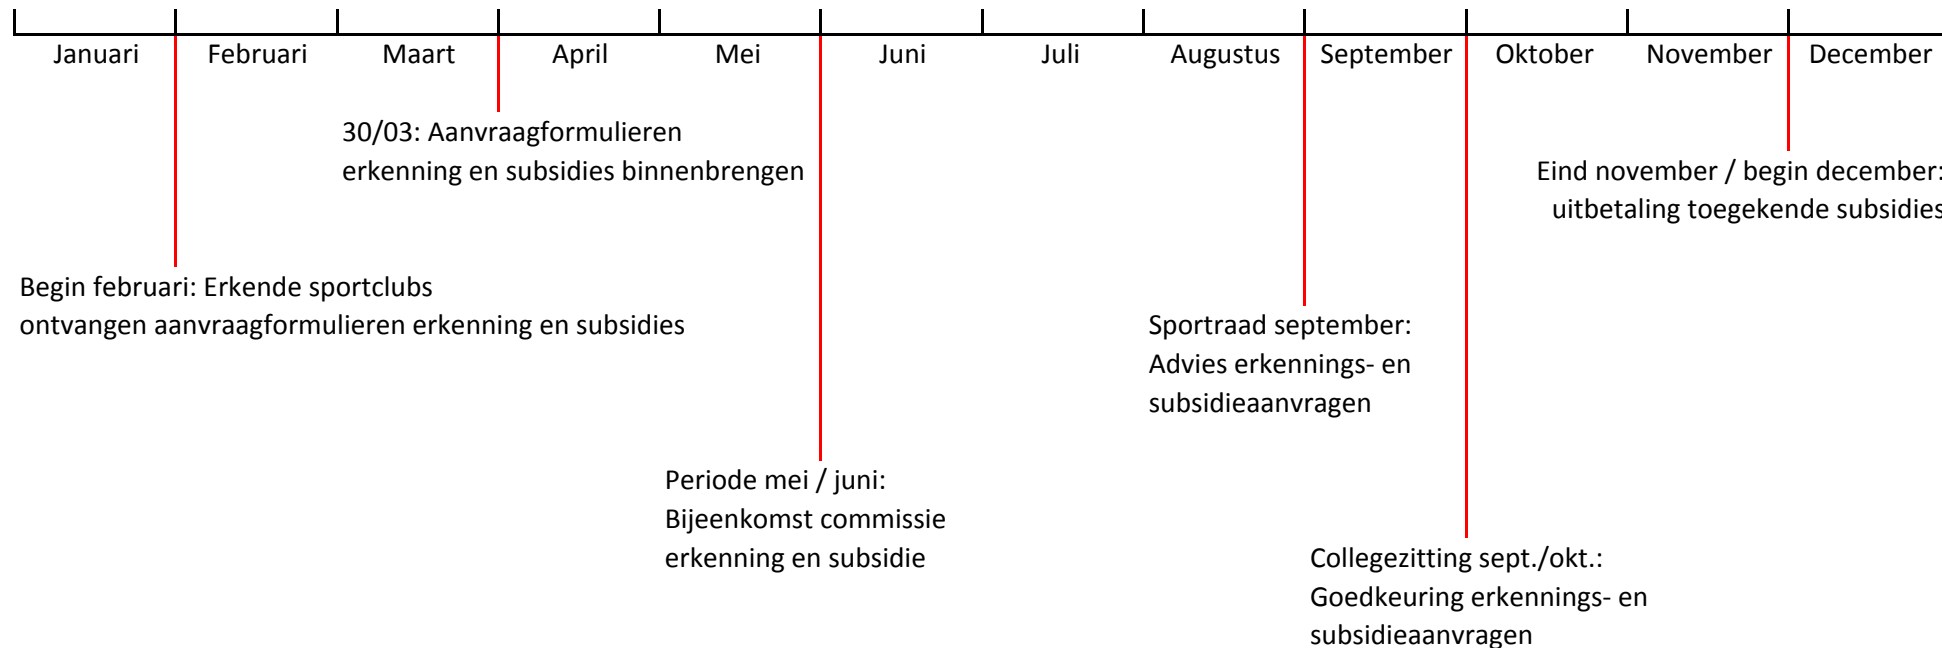 Januari Februari Maart April Mei Juni Juli Augustus September Oktober November December
30/03: Aanvraagformulieren
erkenning en subsidies binnenbrengen
Eind november / begin december:
uitbetaling toegekende subsidies
Begin februari: Erkende sportclubs
ontvangen aanvraagformulieren erkenning en subsidies
Sportraad september:
Advies erkennings- en
subsidieaanvragen
Periode mei / juni:
Bijeenkomst commissie
erkenning en subsidie
Collegezitting sept./okt.:
Goedkeuring erkennings- en
subsidieaanvragen